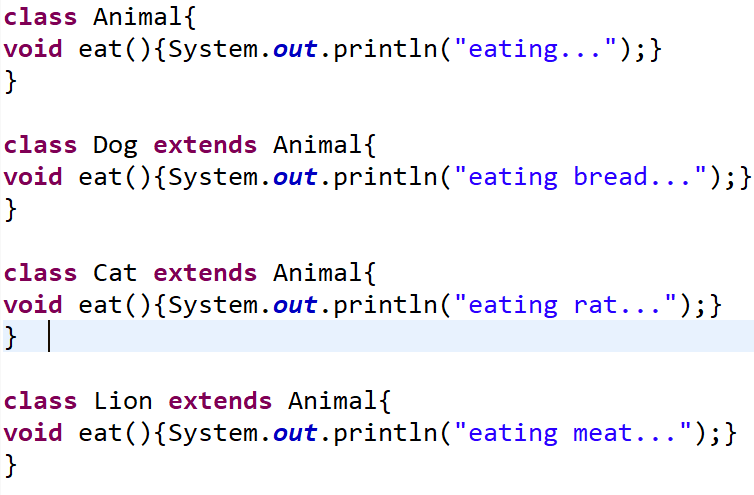 class Animal{
void eat(){System.out.println("eating...");}
}
class Dog extends Animal{
void eat(){System.out.println("eating bread...");}
}
class Cat extends Animal{
void eat(){System.out.println("eating rat...");}
}
class Lion extends Animal{
void eat(){System.out.println("eating meat...");}
}